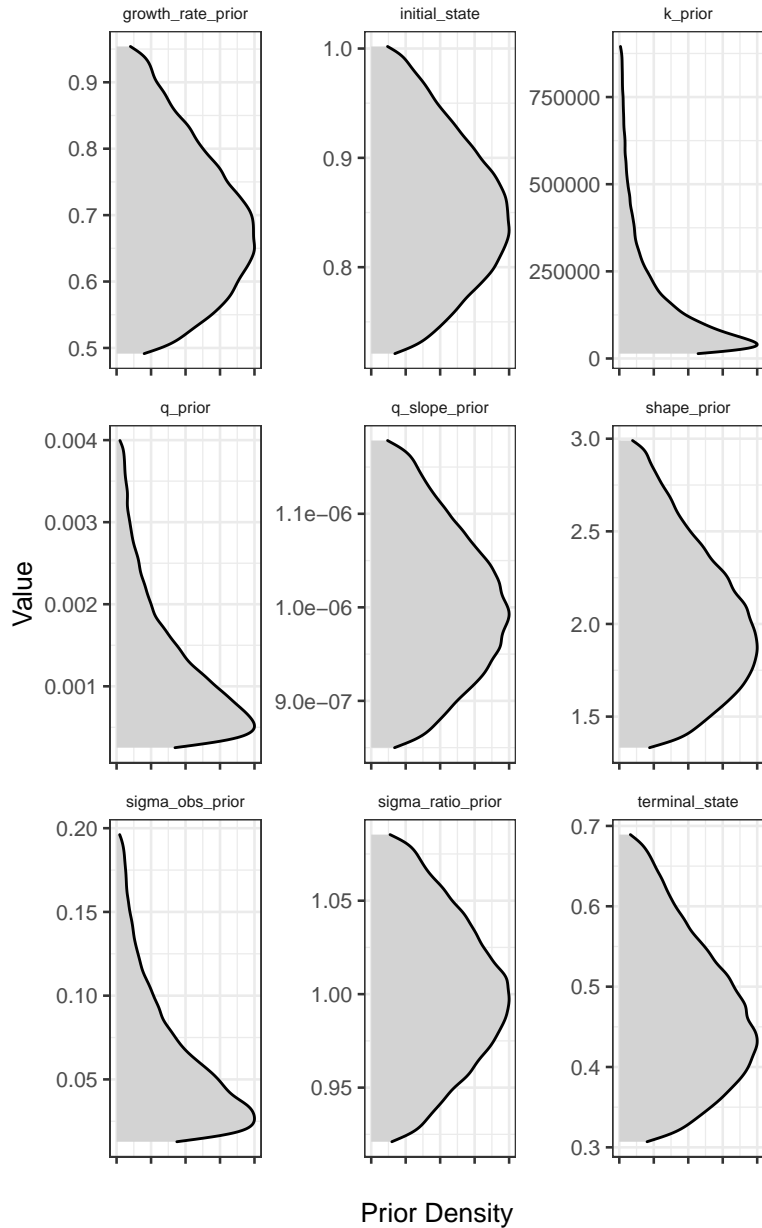 growth_rate_prior
0.9
0.8
0.7
0.6
0.5
initial_state
1.0
0.9
0.8
k_prior
750000
500000
250000
0
q_prior
0.004
0.003
0.002
0.001
q_slope_prior
1.1e−06
1.0e−06
9.0e−07
shape_prior
3.0
2.5
2.0
1.5
sigma_obs_prior
0.20
0.15
0.10
0.05
sigma_ratio_prior
1.05
1.00
0.95
terminal_state
0.7
0.6
0.5
0.4
0.3
Value
Prior Density